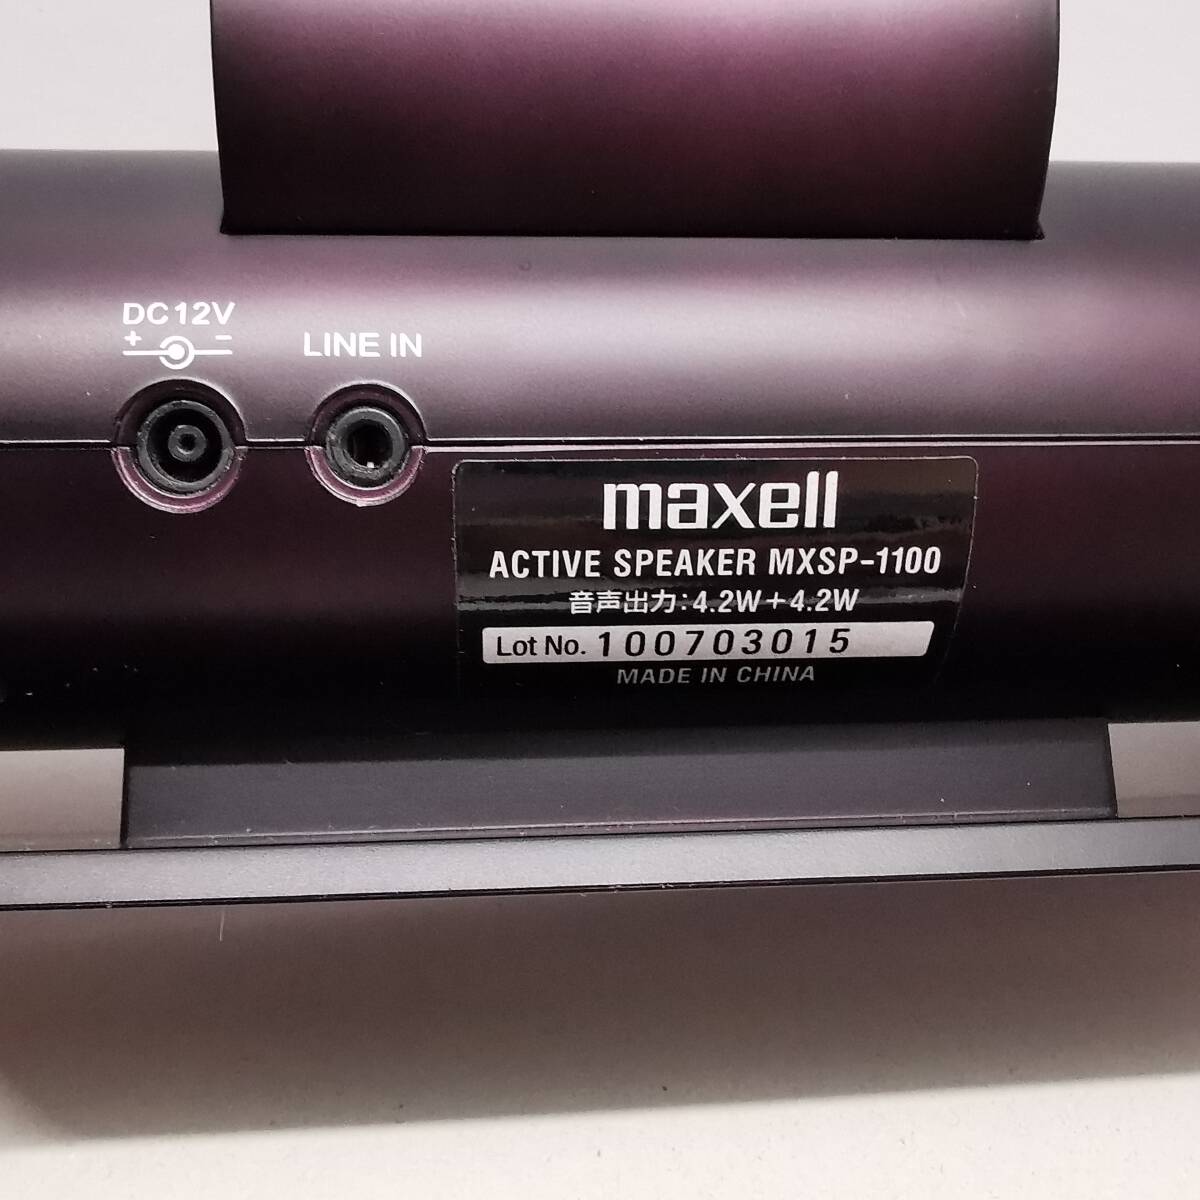 DC12V
+ -
LINE IN
maxell
ACTIVE SPEAKER MXSP-1100
音声出力:4.2W+4.2W
Lot No. 100703015
MADE IN CHINA